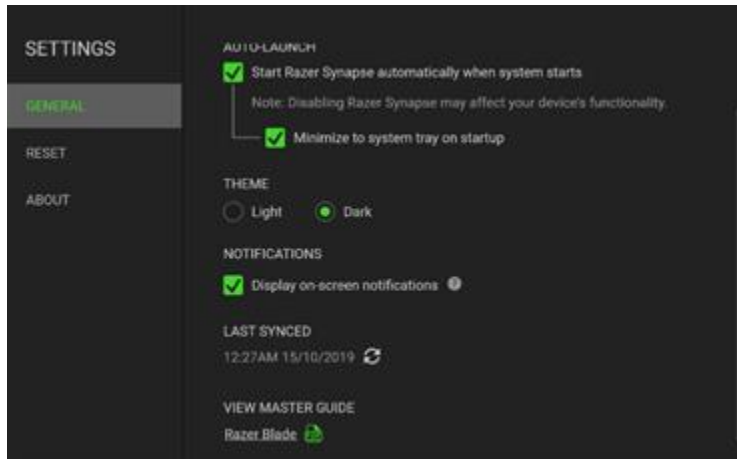 SETTINGS
GENERAL
RESET
ABOUT
AUTO-LAUNCH
Start Razer Synapse automatically when system starts
Note: Disabling Razer Synapse may affect your device's functionality.
Minimize to system tray on startup
THEME
Light Dark
NOTIFICATIONS
Display on-screen notifications ?
LAST SYNCED
12:27AM 15/10/2019
VIEW MASTER GUIDE
Razer Blade